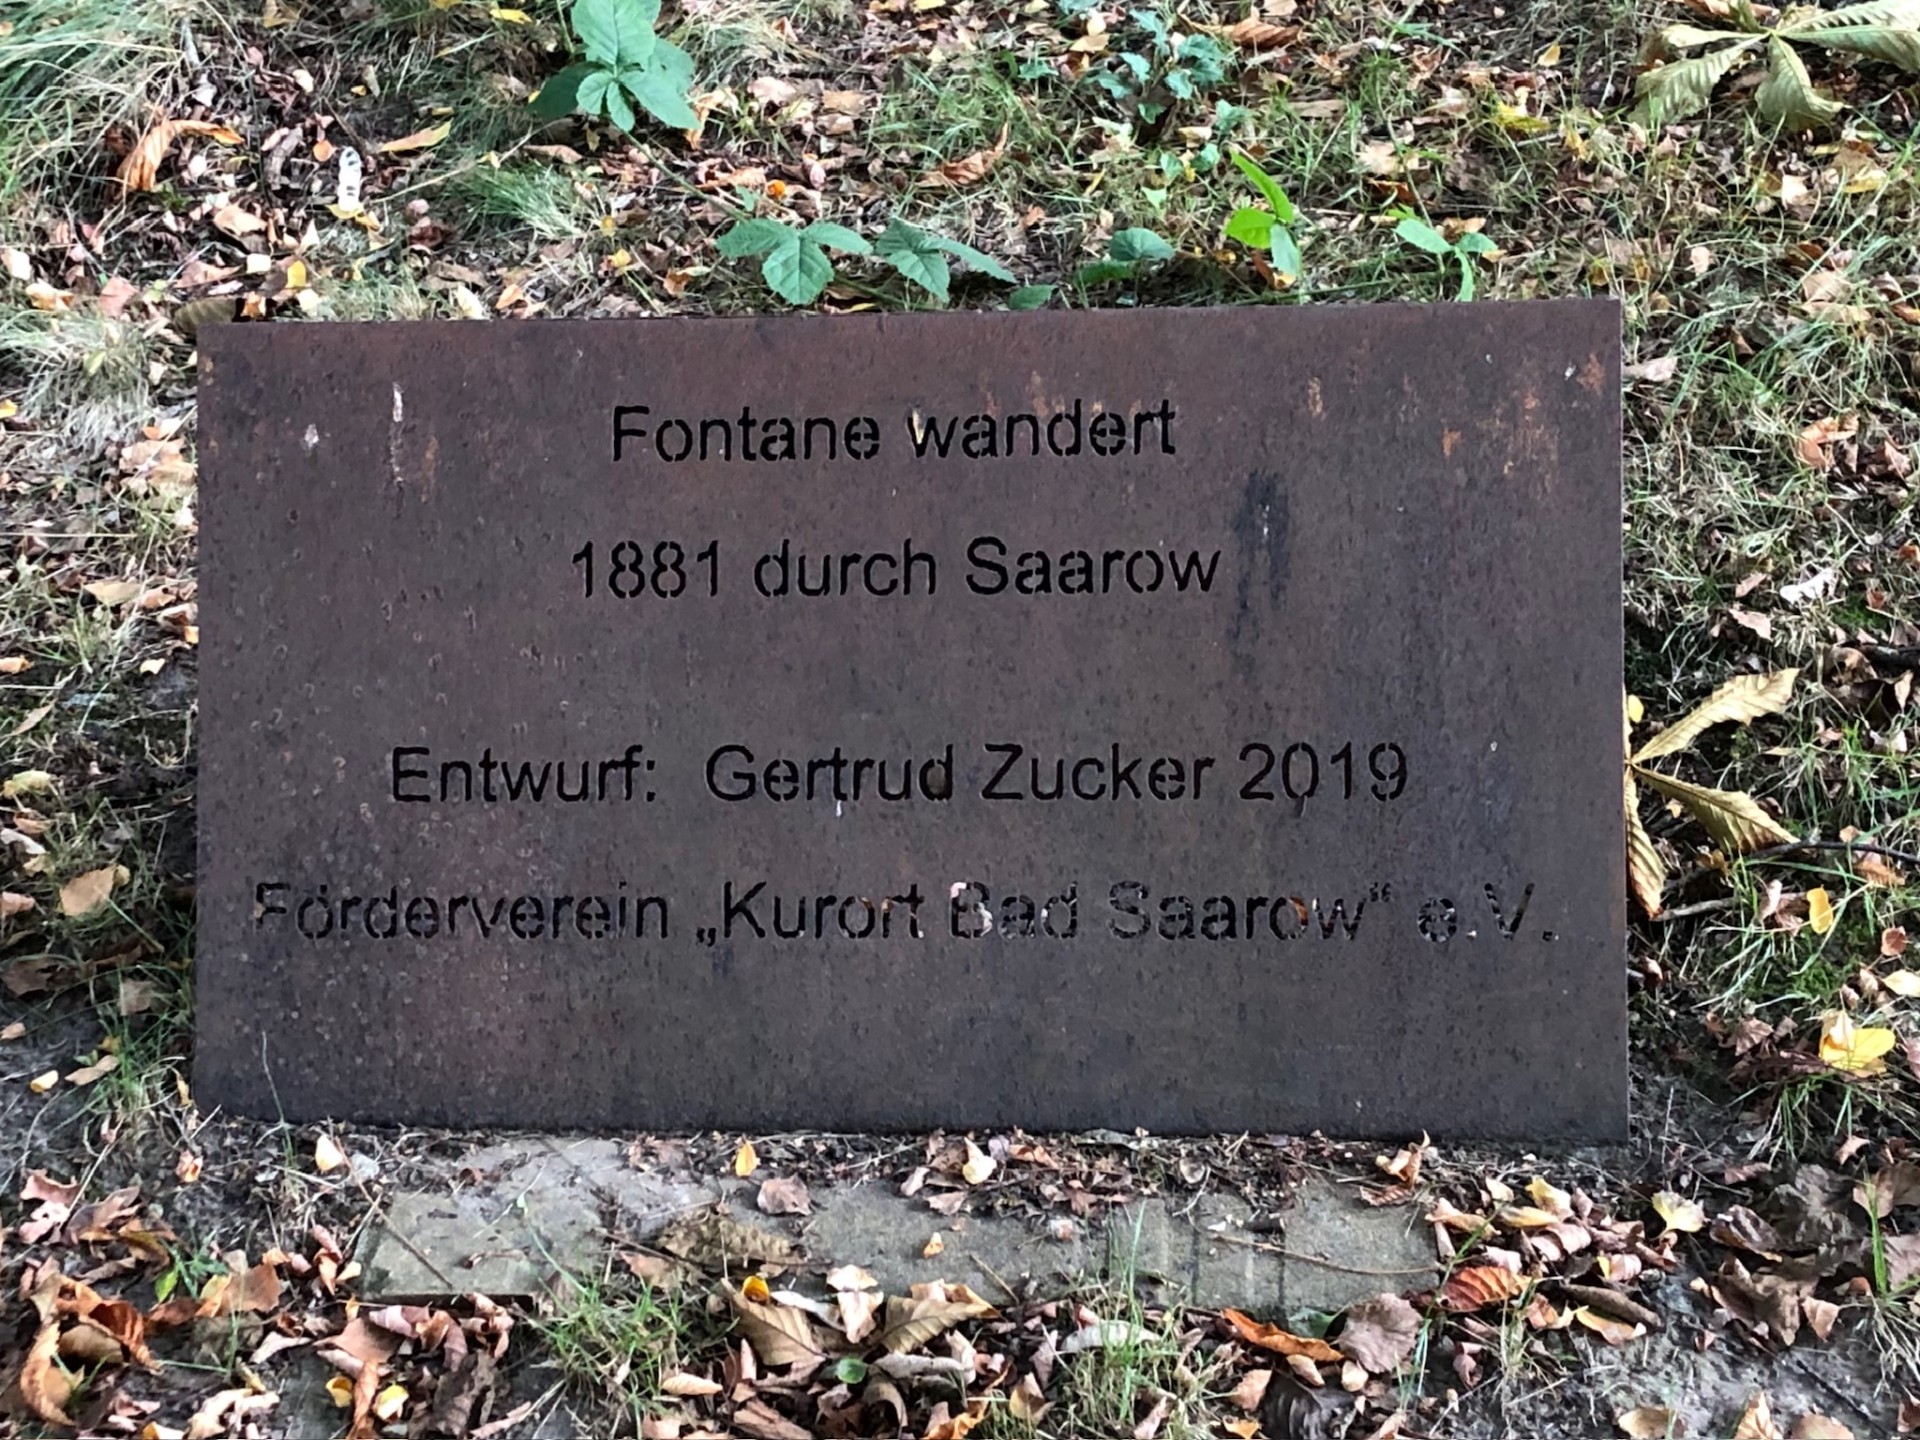 Fontane wandert
1881 durch Saarow
Entwurf: Gertrud Zucker 2019
Förderverein „Kurort Bad Saarow“ e.V.